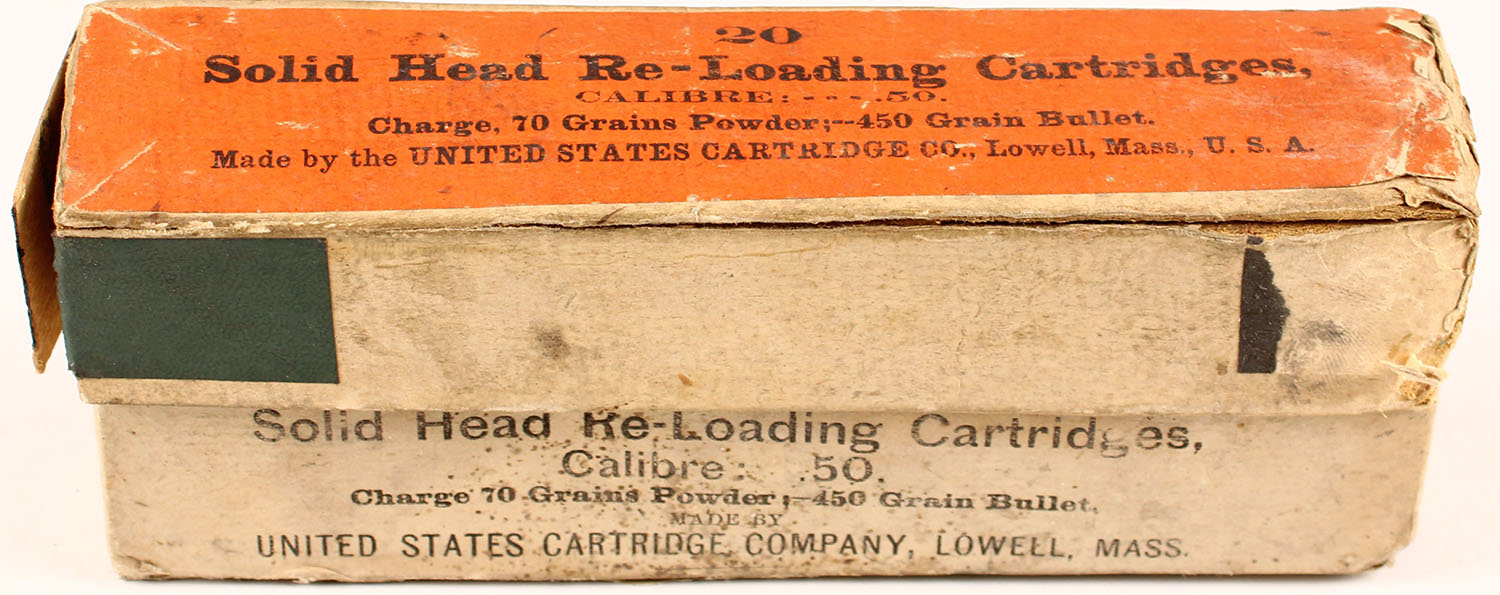 20
Solid Head Re-Loading Cartridges,
CALIBRE: - - - .50.
Charge, 70 Grains Powder;--450 Grain Bullet.
Made by the UNITED STATES CARTRIDGE CO., Lowell, Mass., U. S. A.
Solid Head Re-Loading Cartridges,
Calibre: .50.
Charge 70 Grains Powder;--450 Grain Bullet.
MADE BY
UNITED STATES CARTRIDGE COMPANY, LOWELL, MASS.